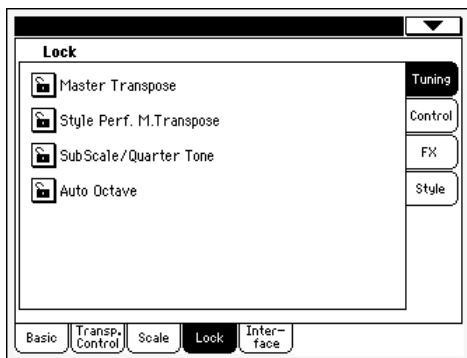 Lock
Master Transpose
Style Perf. M.Transpose
SubScale/Quarter Tone
Auto Octave
Tuning
Control
FX
Style
Basic
Transp.
Control
Scale
Lock
Inter-
face